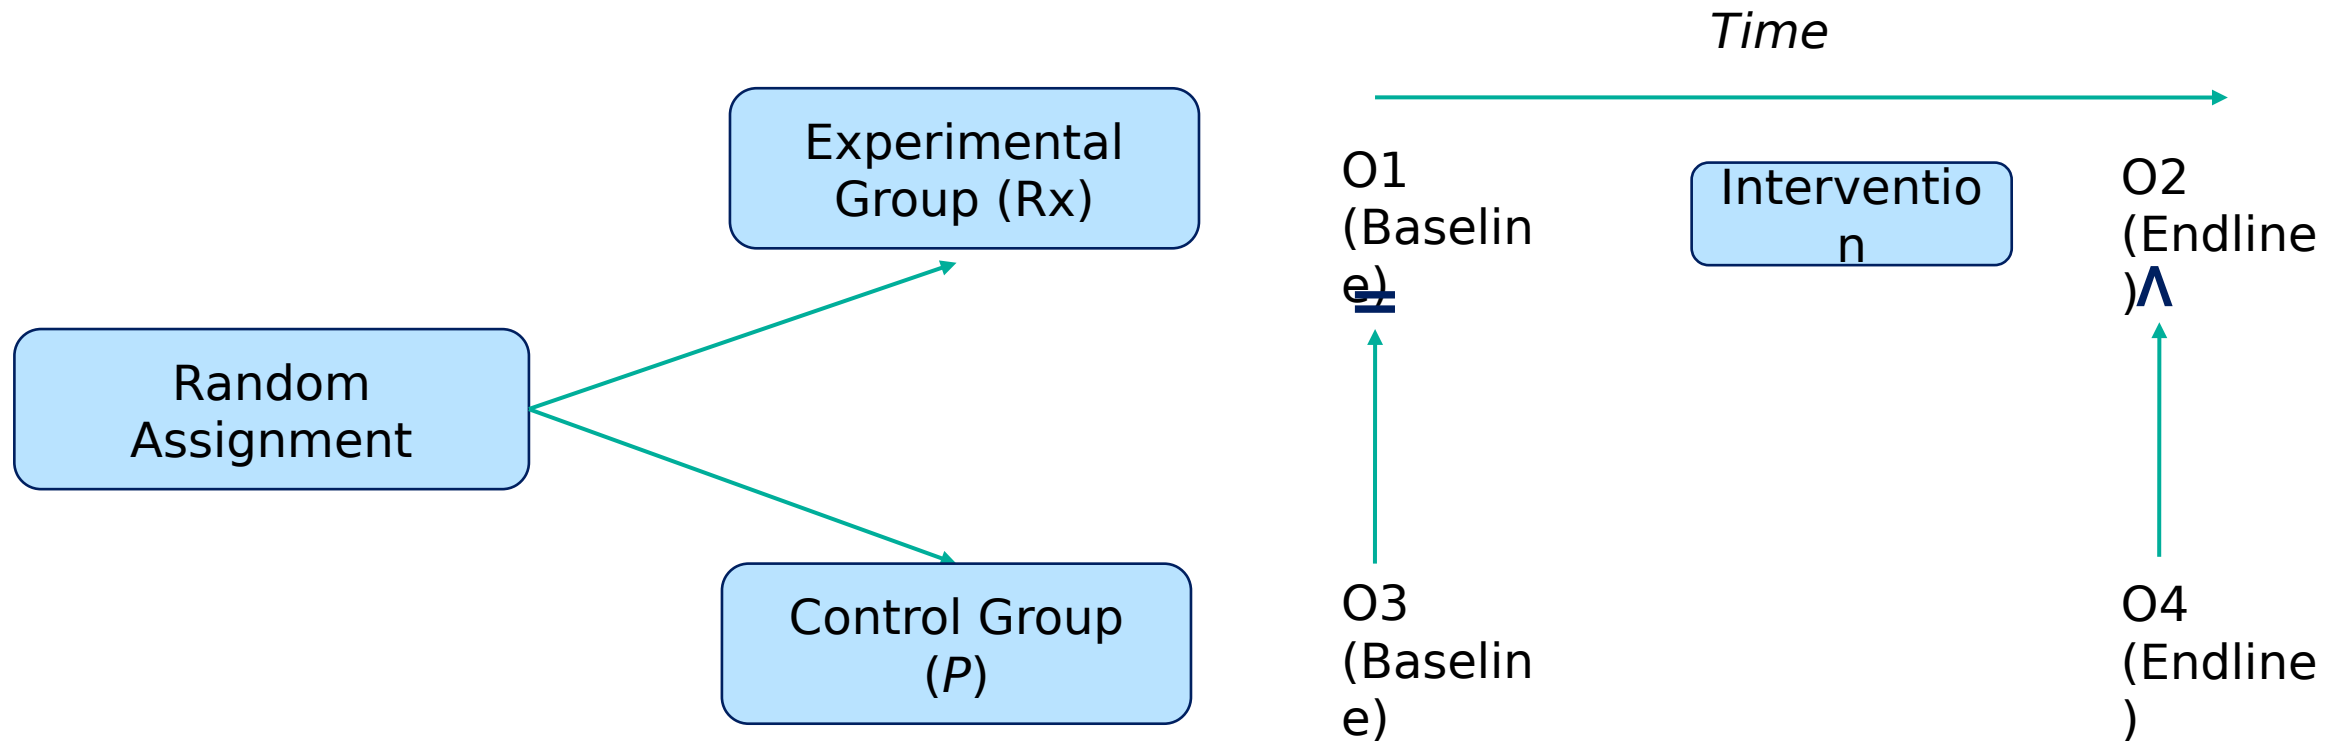 Time
Experimental
Group (Rx)
O1
(Baselin
e)
=
Interventio
n
O2
(Endline
)
<
Random
Assignment
Control Group
(P)
O3
(Baselin
e)
O4
(Endline
)